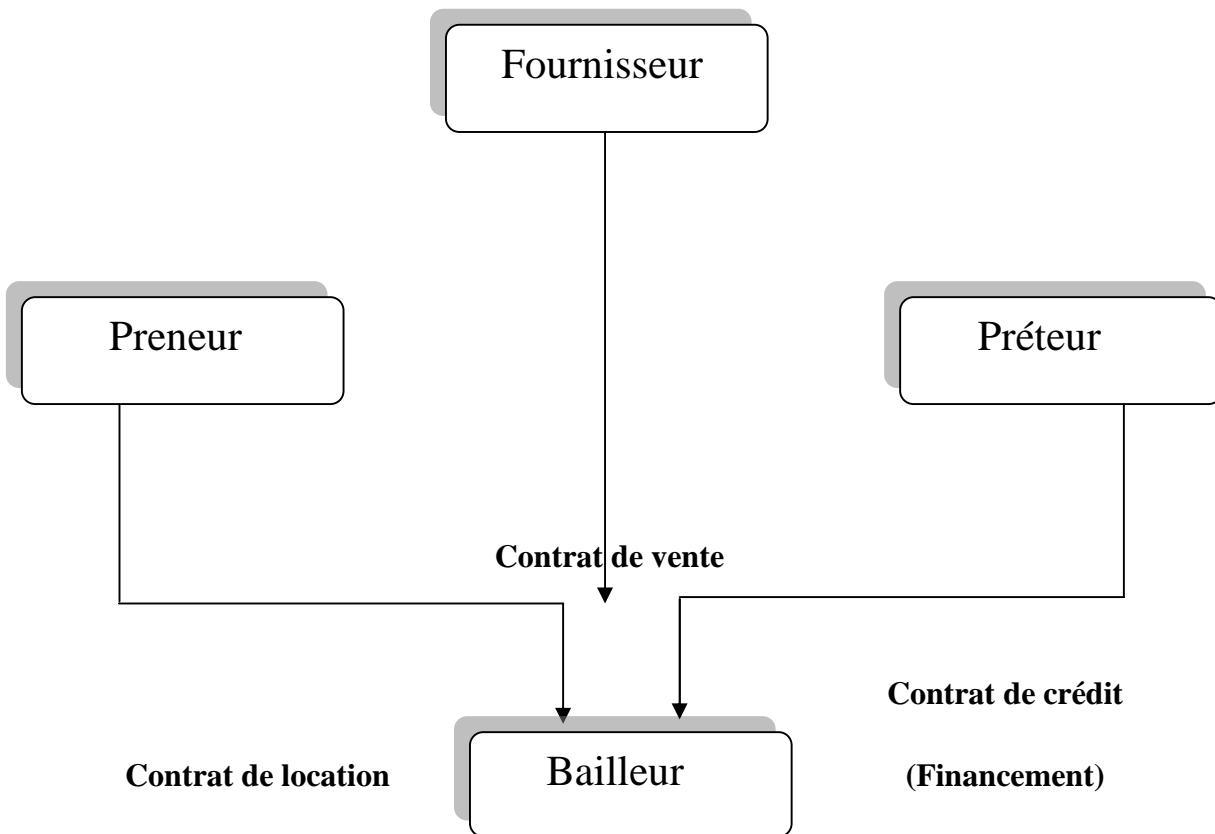 Fournisseur
Preneur
Préteur
Contrat de vente
Contrat de crédit
Contrat de location
Bailleur
(Financement)